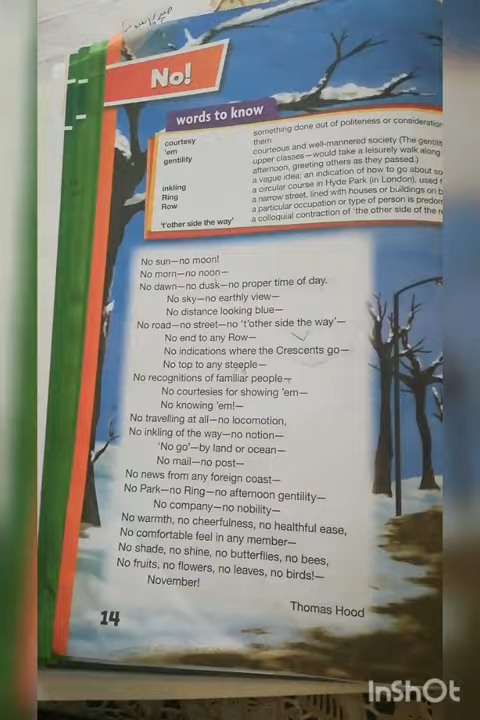 No!
words to know
courtesy something done out of politeness or consideration
'em them
gentility courteous and well-mannered society (The gentility
upper classes—would take a leisurely walk along
afternoon, greeting others as they passed.)
inkling a vague idea; an indication of how to go about so
Ring a circular course in Hyde Park (in London), used f
Row a narrow street, lined with houses or buildings on b
a particular occupation or type of person is predom
't'other side the way' a colloquial contraction of 'the other side of the r
No sun—no moon!
No morn—no noon—
No dawn—no dusk—no proper time of day.
No sky—no earthly view—
No distance looking blue—
No road—no street—no 't'other side the way'—
No end to any Row—
No indications where the Crescents go—
No top to any steeple—
No recognitions of familiar people—
No courtesies for showing 'em—
No knowing 'em!—
No travelling at all—no locomotion,
No inkling of the way—no notion—
'No go'—by land or ocean—
No mail—no post—
No news from any foreign coast—
No Park—no Ring—no afternoon gentility—
No company—no nobility—
No warmth, no cheerfulness, no healthful ease,
No comfortable feel in any member—
No shade, no shine, no butterflies, no bees,
No fruits, no flowers, no leaves, no birds!—
November!
Thomas Hood
14
InShOt